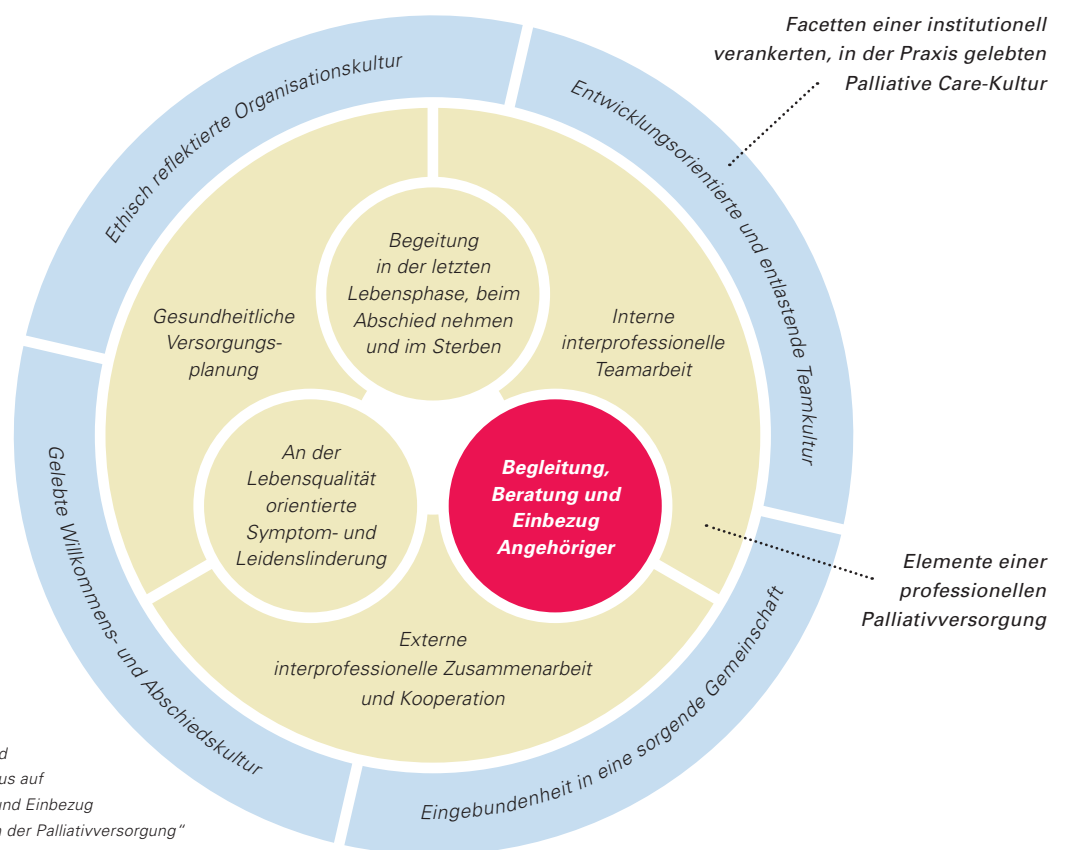 Facetten einer institutionell
verankerten, in der Praxis gelebten
Palliative Care-Kultur
Ethisch reflektierte Organisationskultur
Entwicklungsorientierte und entlastende Teamkultur
Begeitung
in der letzten
Lebensphase, beim
Abschied nehmen
und im Sterben
Gesundheitliche
Versorgungs-
planung
Interne
interprofessionelle
Teamarbeit
An der
Lebensqualität
orientierte
Symptom- und
Leidenslinderung
Begleitung,
Beratung und
Einbezug
Angehöriger
Elemente einer
professionellen
Palliativversorgung
Externe
interprofessionelle Zusammenarbeit
und Kooperation
Gelebte Willkommens- und Abschiedskultur
Eingebundenheit in eine sorgende Gemeinschaft
d
us auf
und Einbezug
der Palliativversorgung“